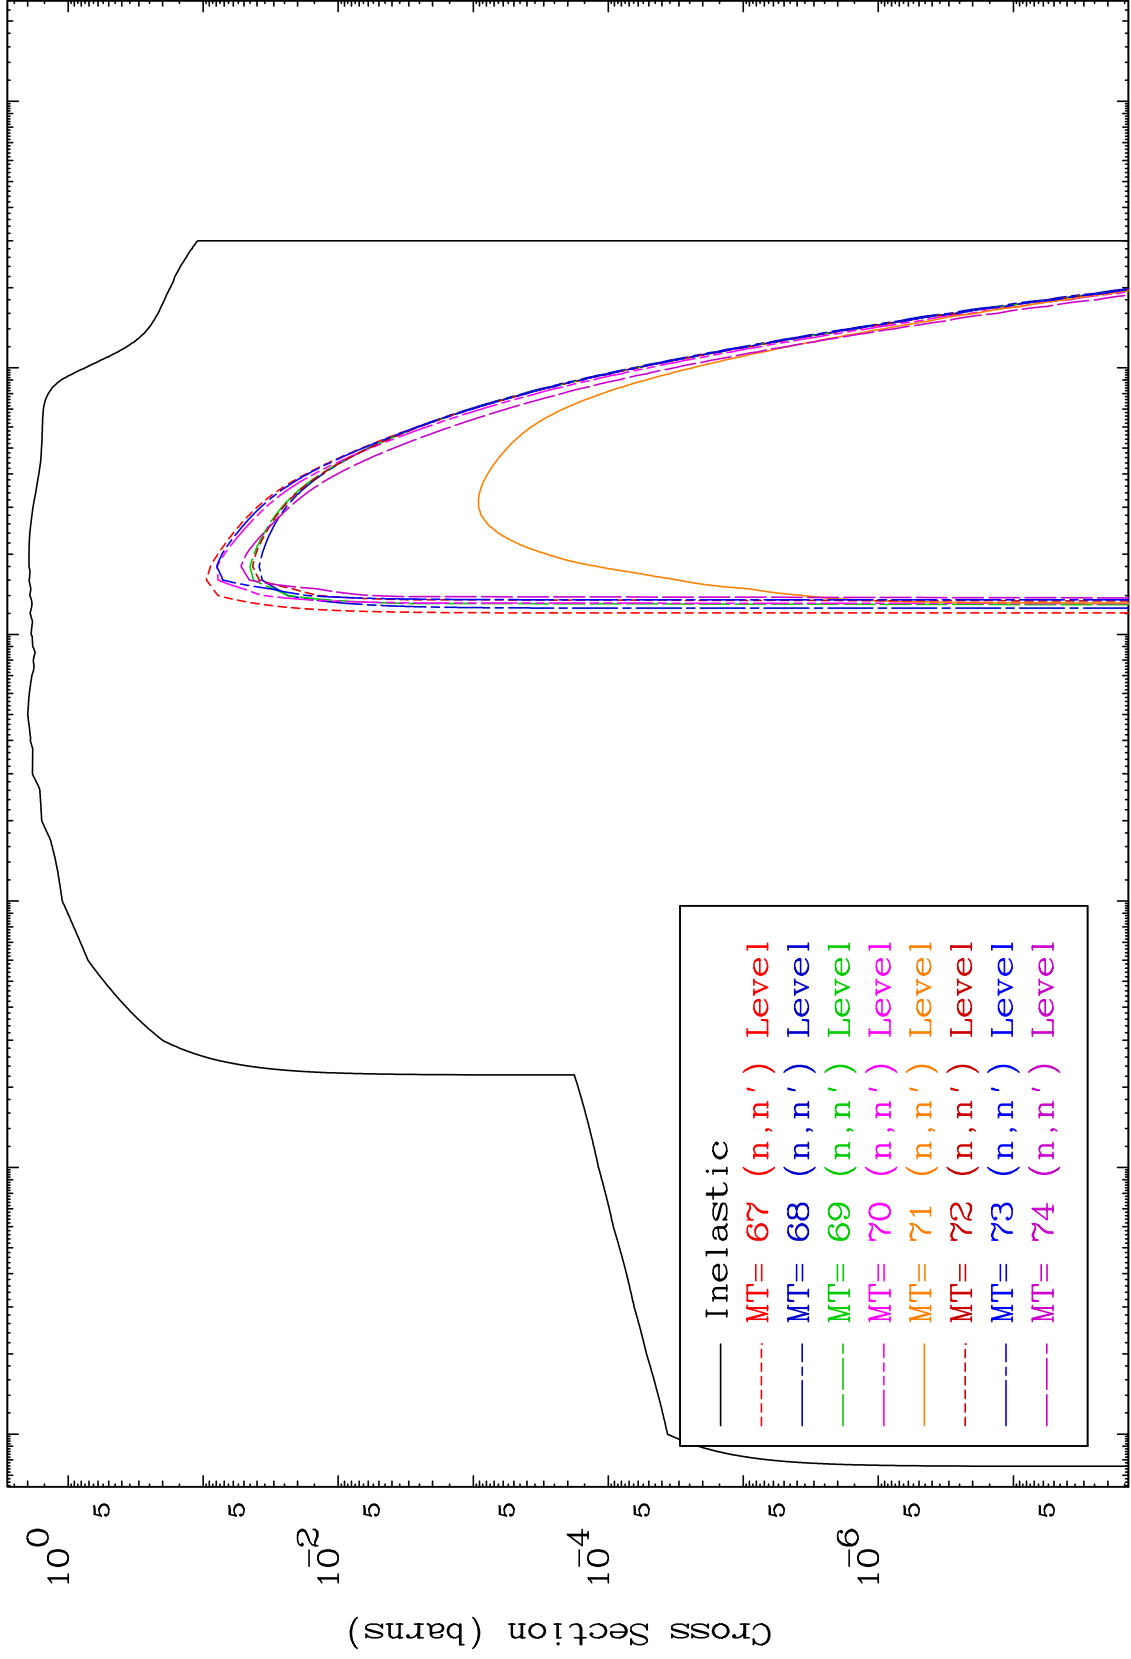 Cross Section (barns)
10^0
5
5
10^-2
5
5
10^-4
5
5
10^-6
5
5
Inelastic
MT= 67 (n,n') Level
MT= 68 (n,n') Level
MT= 69 (n,n') Level
MT= 70 (n,n') Level
MT= 71 (n,n') Level
MT= 72 (n,n') Level
MT= 73 (n,n') Level
MT= 74 (n,n') Level